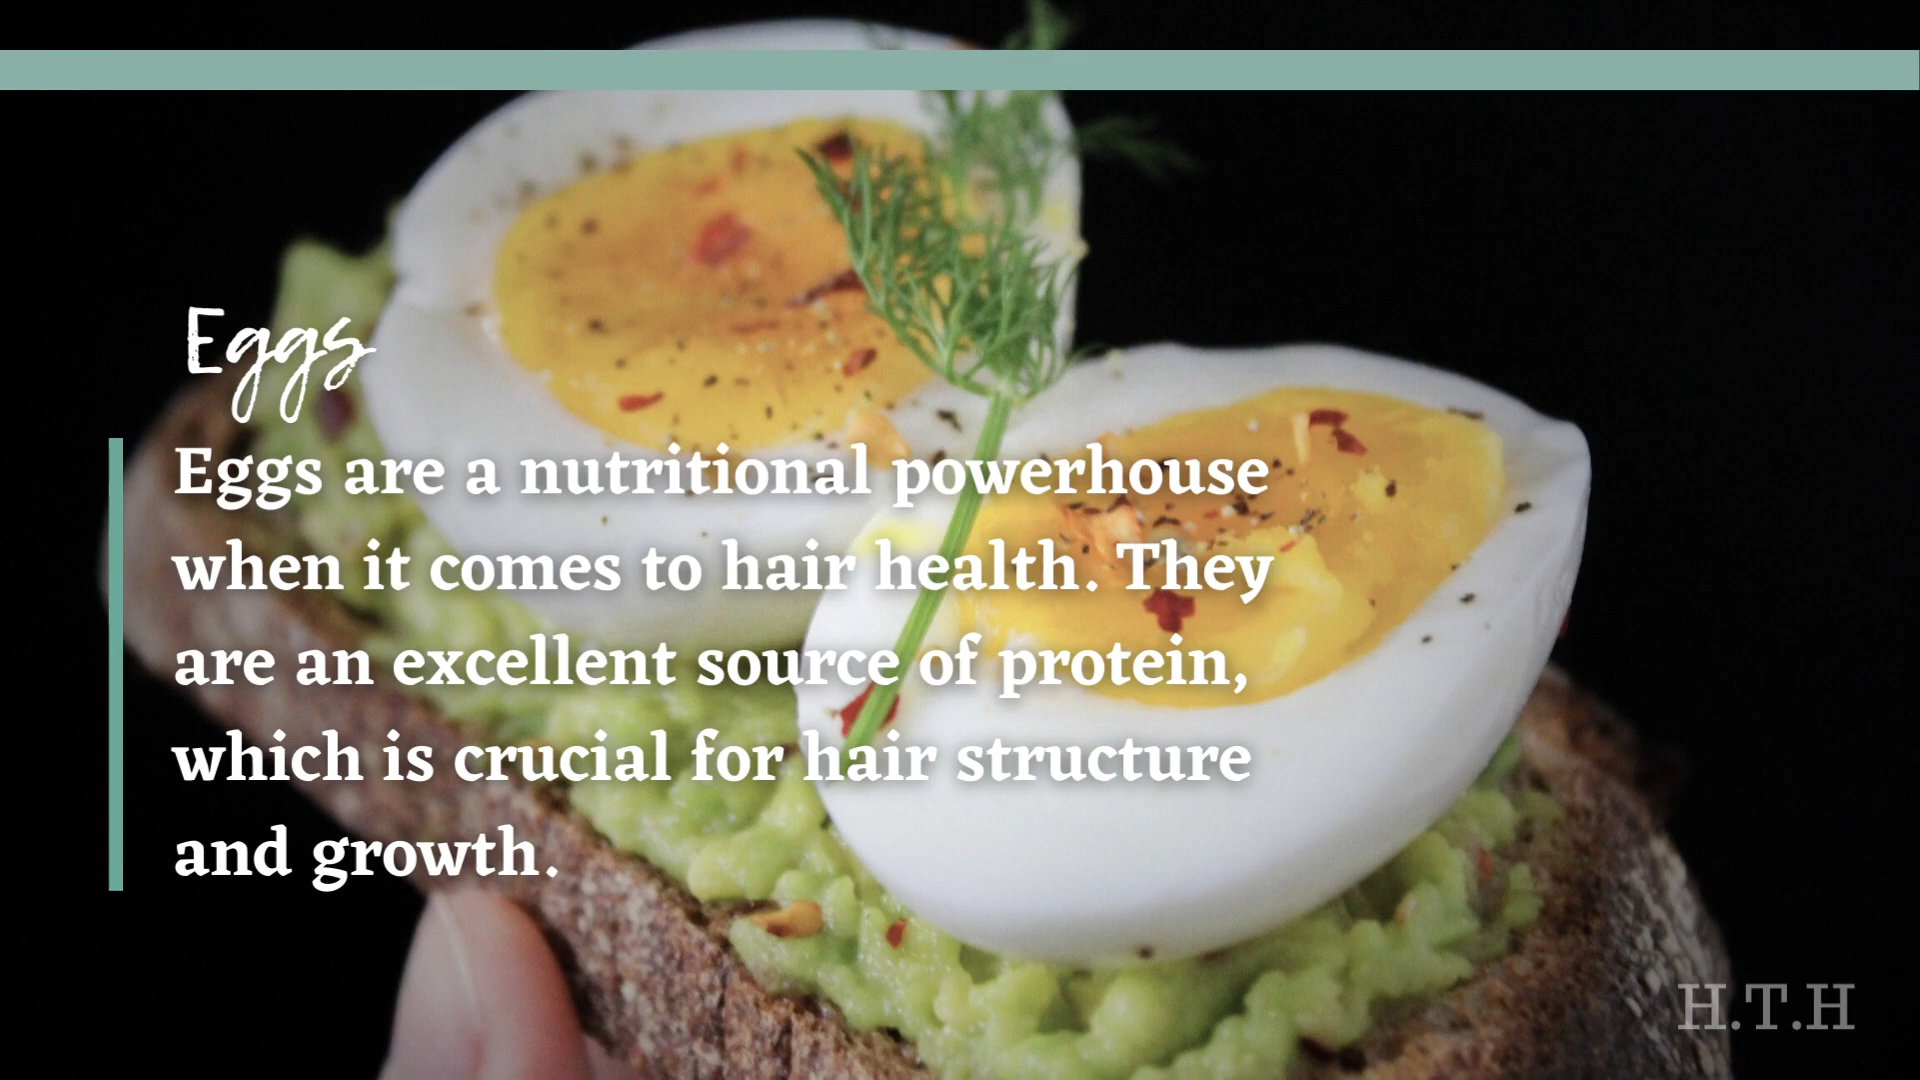 Eggs
Eggs are a nutritional powerhouse
when it comes to hair health. They
are an excellent source of protein,
which is crucial for hair structure
and growth.
H.T.H